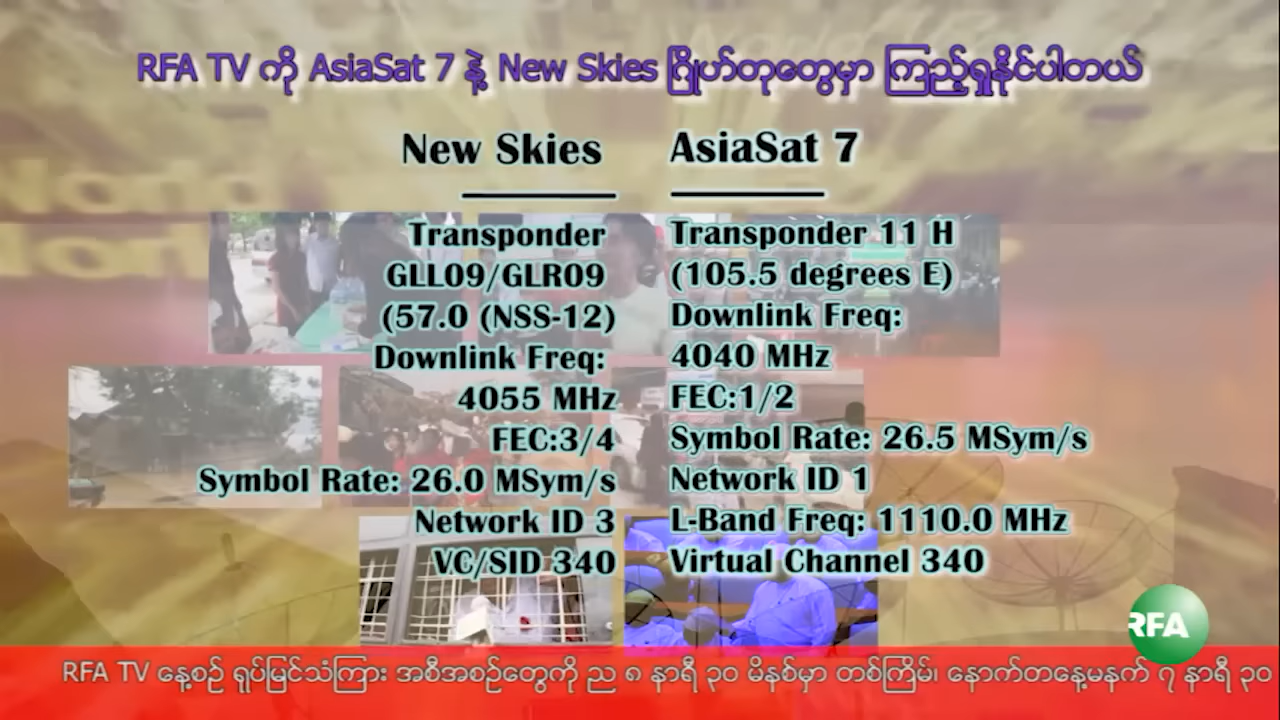 RFA TV ကို AsiaSat 7 နဲ့ New Skies ဂြိုဟ်တုတွေမှာ ကြည့်ရှုနိုင်ပါတယ်
New Skies
Transponder
GLL09/GLR09
(57.0 (NSS-12)
Downlink Freq:
4055 MHz
FEC:3/4
Symbol Rate: 26.0 MSym/s
Network ID 3
VC/SID 340
AsiaSat 7
Transponder 11 H
(105.5 degrees E)
Downlink Freq:
4040 MHz
FEC:1/2
Symbol Rate: 26.5 MSym/s
Network ID 1
L-Band Freq: 1110.0 MHz
Virtual Channel 340
RFA
RFA TV နေ့စဉ် ရုပ်မြင်သံကြား အစီအစဉ်တွေကို ည ၈ နာရီ ၃၀ မိနစ်မှာ တစ်ကြိမ်၊ နောက်တနေ့မနက် ၇ နာရီ ၃၀